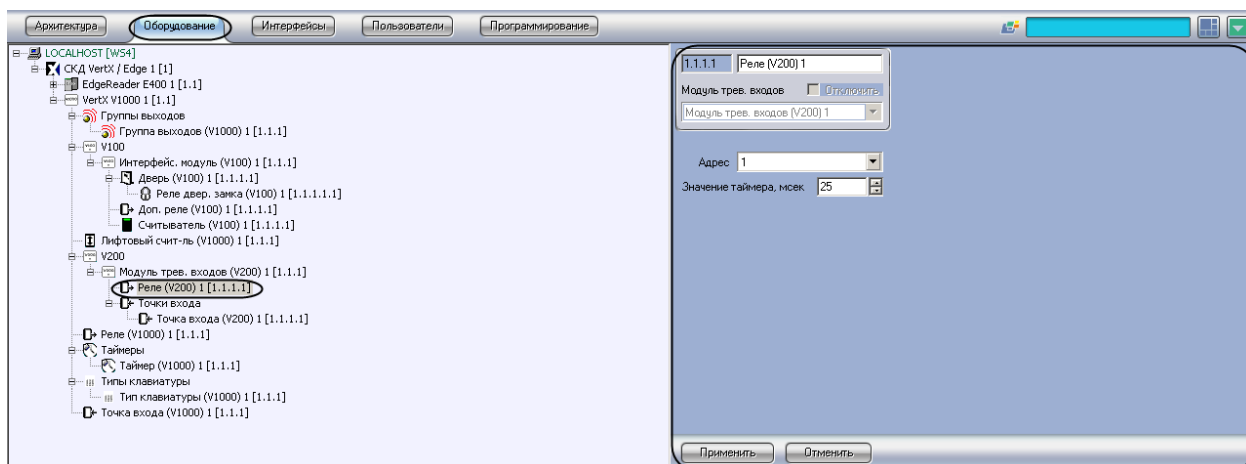 Архитектура Оборудование Интерфейсы Пользователи Программирование
LOCALHOST [WS4]
СКД VertX / Edge 1 [1]
EdgeReader E400 1 [1.1]
VertX V1000 1 [1.1]
Группы выходов
Группа выходов (V1000) 1 [1.1.1]
V100
Интерфейс. модуль (V100) 1 [1.1.1]
Дверь (V100) 1 [1.1.1.1]
Реле двер. замка (V100) 1 [1.1.1.1.1]
Доп. реле (V100) 1 [1.1.1.1]
Считыватель (V100) 1 [1.1.1.1]
Лифтовый счит-ль (V1000) 1 [1.1.1]
V200
Модуль трев. входов (V200) 1 [1.1.1]
Реле (V200) 1 [1.1.1.1]
Точки входа
Точка входа (V200) 1 [1.1.1.1]
Реле (V1000) 1 [1.1.1]
Таймеры
Таймер (V1000) 1 [1.1.1]
Типы клавиатуры
Тип клавиатуры (V1000) 1 [1.1.1]
Точка входа (V1000) 1 [1.1.1]
1.1.1.1 Реле (V200) 1
Модуль трев. входов Отключить
Модуль трев. входов (V200) 1
Адрес 1
Значение таймера, мсек 25
Применить Отменить